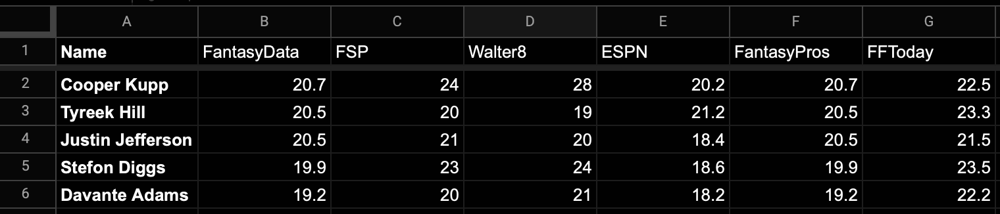 A B C D E F G
1 Name FantasyData FSP Walter8 ESPN FantasyPros FFToday
2 Cooper Kupp 20.7 24 28 20.2 20.7 22.5
3 Tyreek Hill 20.5 20 19 21.2 20.5 23.3
4 Justin Jefferson 20.5 21 20 18.4 20.5 21.5
5 Stefon Diggs 19.9 23 24 18.6 19.9 23.5
6 Davante Adams 19.2 20 21 18.2 19.2 22.2